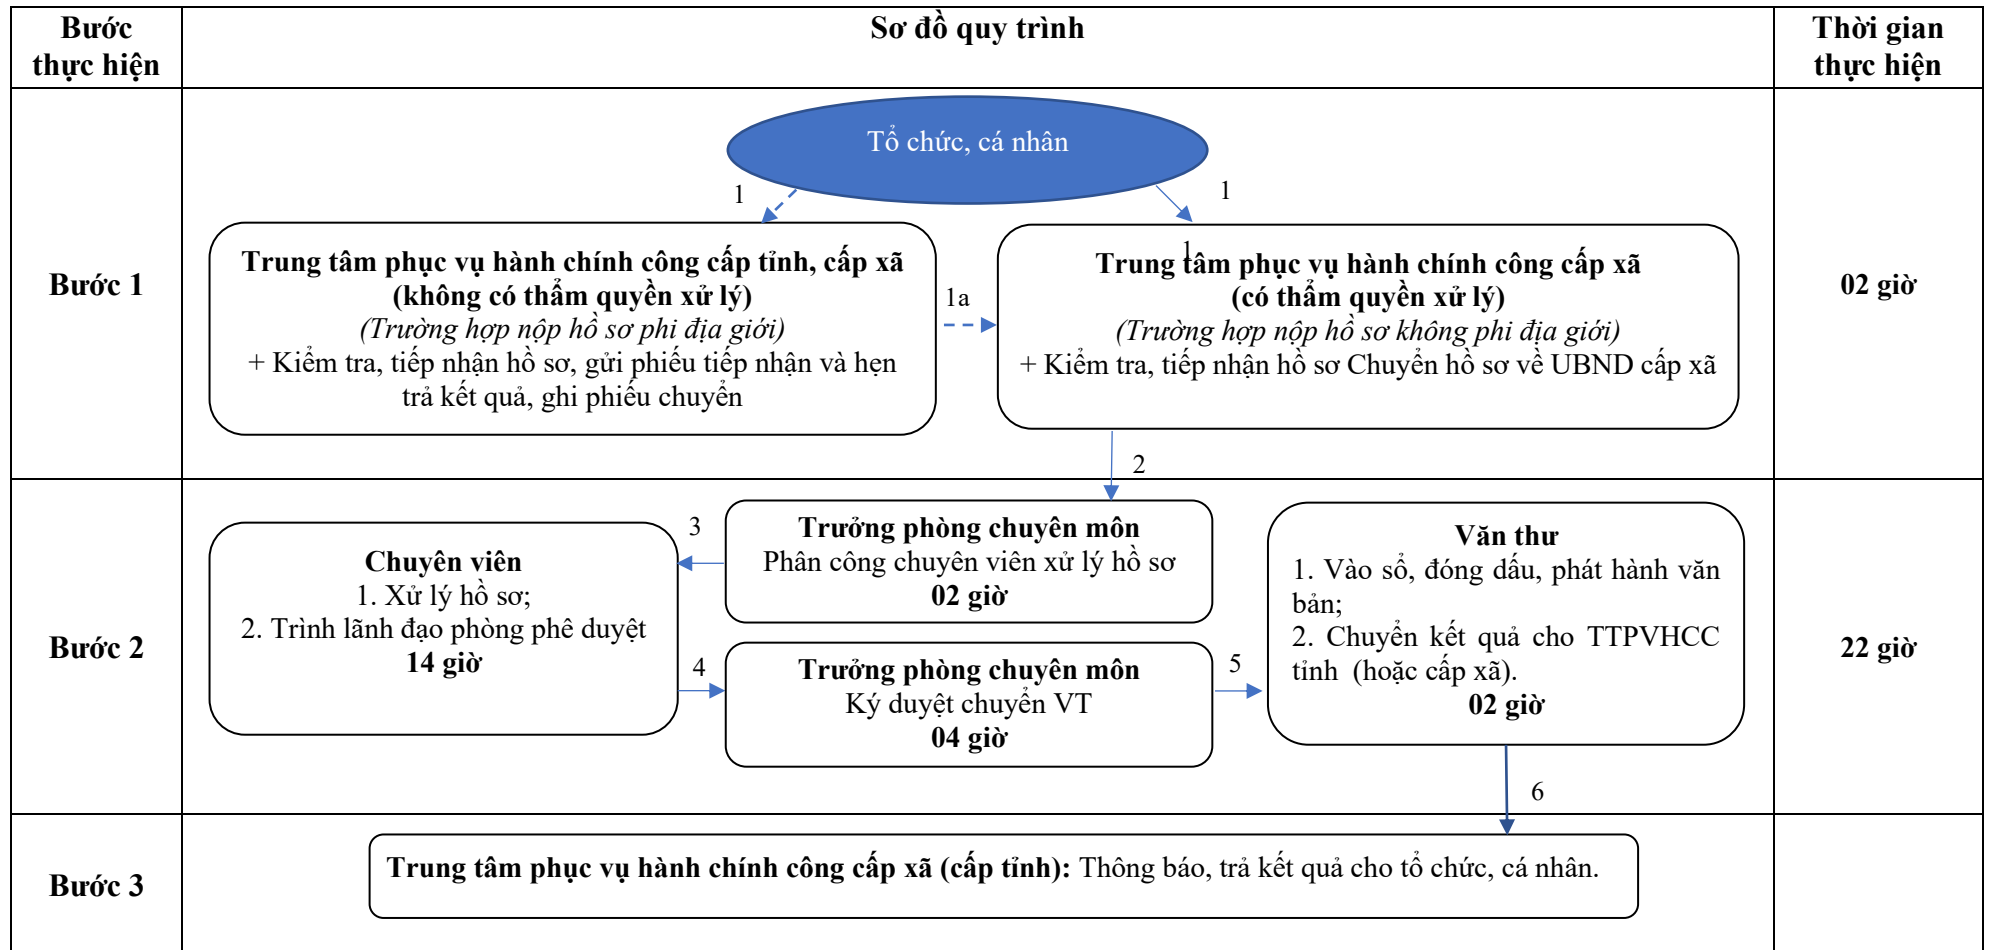 Bước
thực hiện
Sơ đồ quy trình
Thời gian
thực hiện
Bước 1
Tổ chức, cá nhân
1
1
Trung tâm phục vụ hành chính công cấp tỉnh, cấp xã
(không có thẩm quyền xử lý)
(Trường hợp nộp hồ sơ phi địa giới)
+ Kiểm tra, tiếp nhận hồ sơ, gửi phiếu tiếp nhận và hẹn
trả kết quả, ghi phiếu chuyển
1a
1
Trung tâm phục vụ hành chính công cấp xã
(có thẩm quyền xử lý)
(Trường hợp nộp hồ sơ không phi địa giới)
+ Kiểm tra, tiếp nhận hồ sơ Chuyển hồ sơ về UBND cấp xã
02 giờ
2
Bước 2
Chuyên viên
1. Xử lý hồ sơ;
2. Trình lãnh đạo phòng phê duyệt
14 giờ
3
Trưởng phòng chuyên môn
Phân công chuyên viên xử lý hồ sơ
02 giờ
4
Trưởng phòng chuyên môn
Ký duyệt chuyển VT
04 giờ
5
Văn thư
1. Vào sổ, đóng dấu, phát hành văn
bản;
2. Chuyển kết quả cho TTPVHCC
tỉnh (hoặc cấp xã).
02 giờ
22 giờ
6
Bước 3
Trung tâm phục vụ hành chính công cấp xã (cấp tỉnh): Thông báo, trả kết quả cho tổ chức, cá nhân.